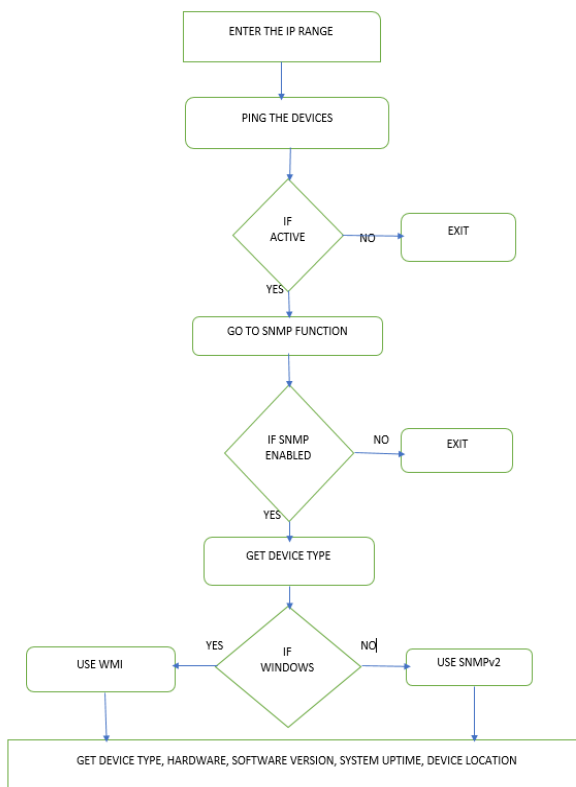 ENTER THE IP RANGE
PING THE DEVICES
IF
ACTIVE
NO
EXIT
YES
GO TO SNMP FUNCTION
IF SNMP
ENABLED
NO
EXIT
YES
GET DEVICE TYPE
IF
WINDOWS
YES
NO
USE WMI
USE SNMPv2
GET DEVICE TYPE, HARDWARE, SOFTWARE VERSION, SYSTEM UPTIME, DEVICE LOCATION